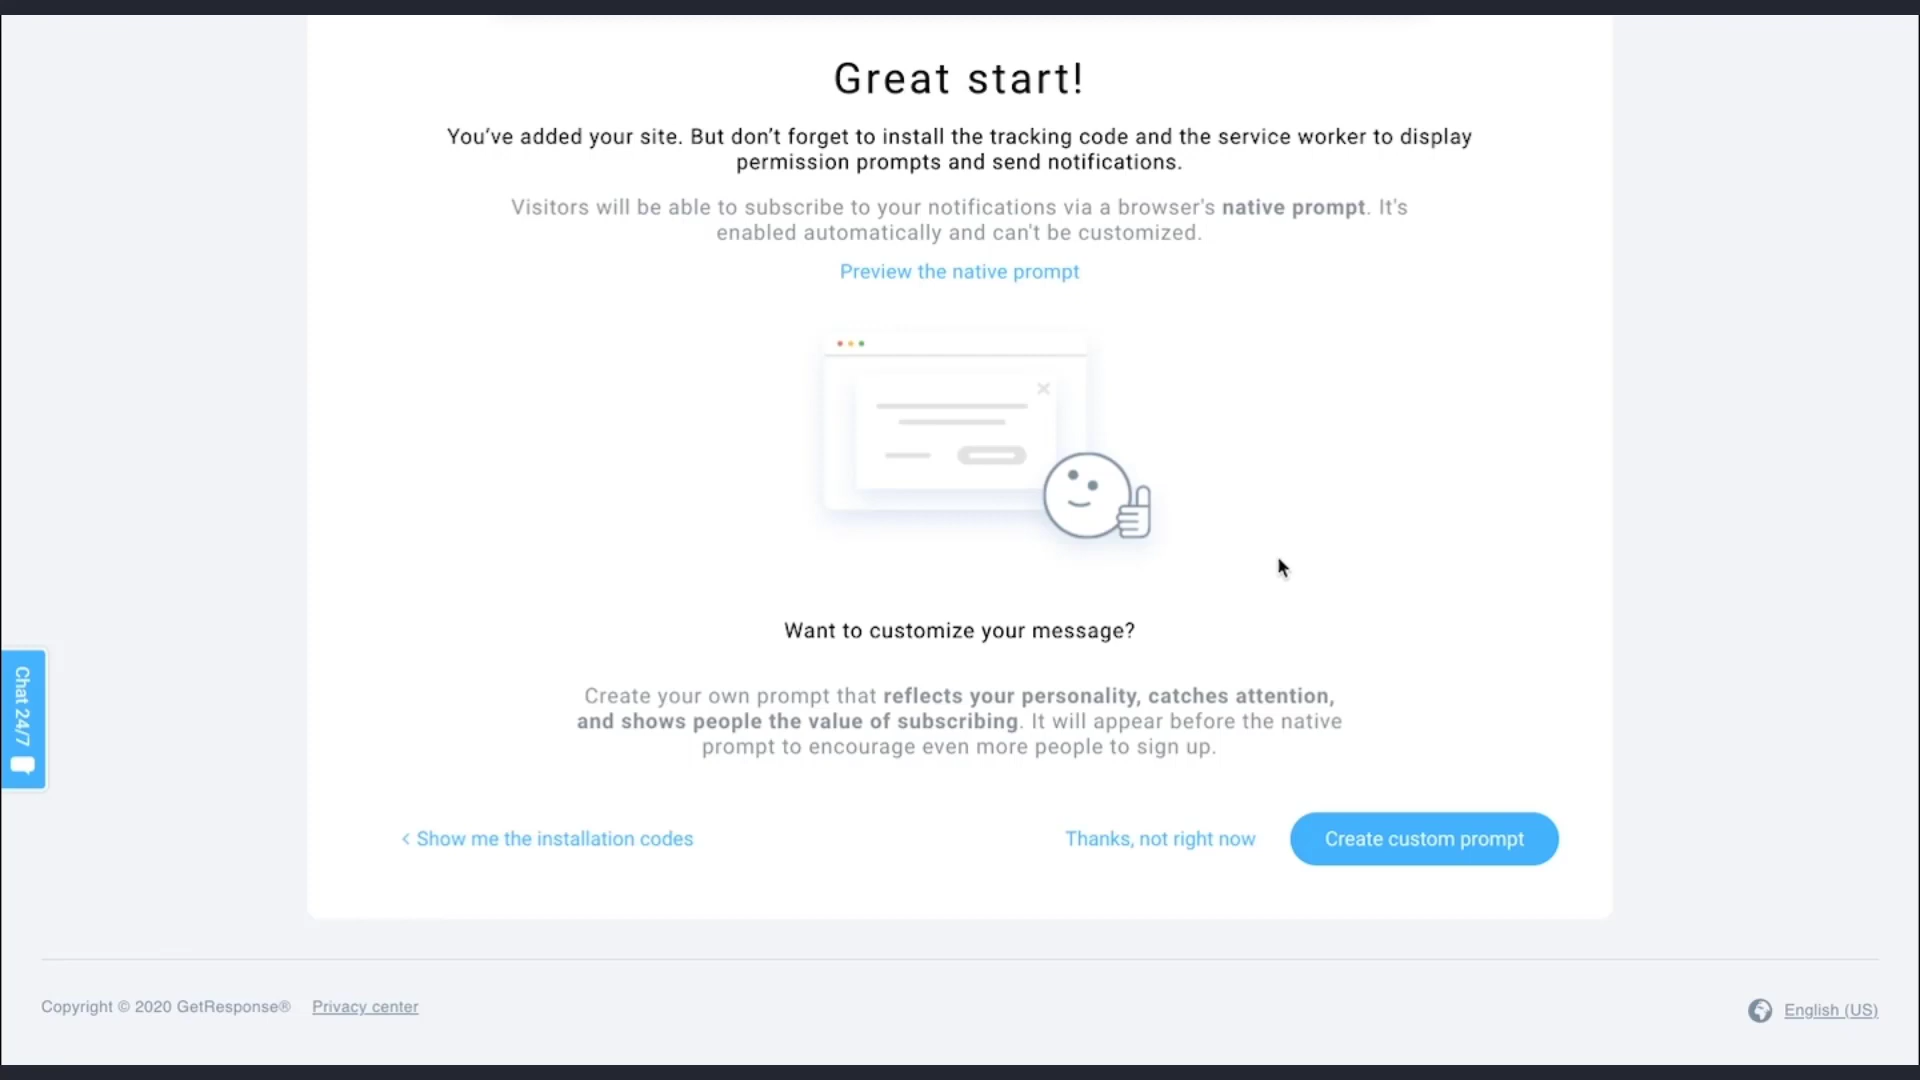 Great start!
You’ve added your site. But don’t forget to install the tracking code and the service worker to display
permission prompts and send notifications.
Visitors will be able to subscribe to your notifications via a browser's native prompt. It's
enabled automatically and can't be customized.
Preview the native prompt
Want to customize your message?
Create your own prompt that reflects your personality, catches attention,
and shows people the value of subscribing. It will appear before the native
prompt to encourage even more people to sign up.
Chat 24/7
< Show me the installation codes
Thanks, not right now
Create custom prompt
Copyright © 2020 GetResponse®
Privacy center
English (US)